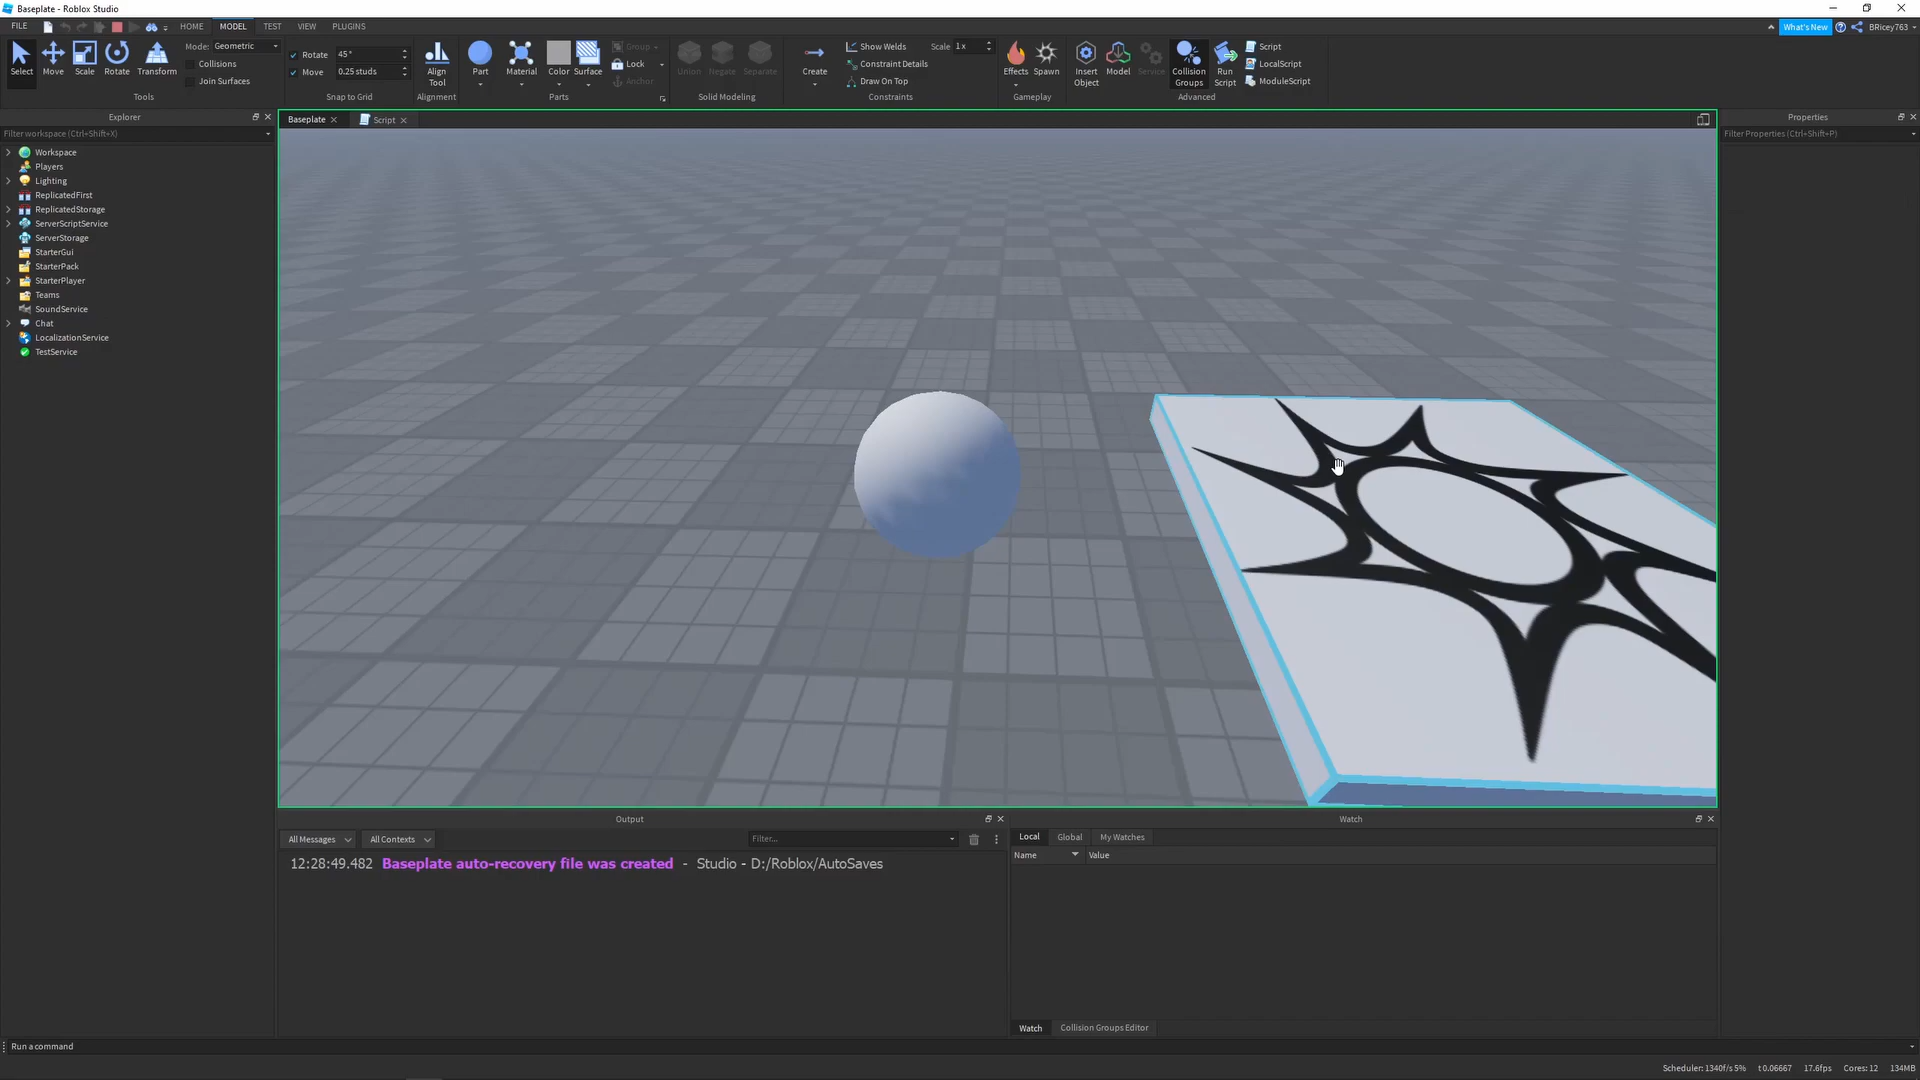 Baseplate - Roblox Studio
FILE HOME MODEL TEST VIEW PLUGINS What's New BRicey763
Select Move Scale Rotate Transform
Mode: Geometric
Collisions
Join Surfaces
Tools
Rotate 45°
Move 0.25 studs
Snap to Grid
Align Tool
Alignment
Part Material Color Surface
Group
Lock
Anchor
Parts
Union Negate Separate
Solid Modeling
Create
Show Welds Scale 1x
Constraint Details
Draw On Top
Constraints
Effects Spawn
Gameplay
Insert Object Model Service Collision Groups Run Script
Script
LocalScript
ModuleScript
Advanced
Explorer
Filter workspace (Ctrl+Shift+X)
Workspace
Players
Lighting
ReplicatedFirst
ReplicatedStorage
ServerScriptService
ServerStorage
StarterGui
StarterPack
StarterPlayer
Teams
SoundService
Chat
LocalizationService
TestService
Baseplate Script
Properties
Filter Properties (Ctrl+Shift+P)
Output
All Messages All Contexts Filter...
12:28:49.482 Baseplate auto-recovery file was created - Studio - D:/Roblox/AutoSaves
Watch
Local Global My Watches
Name Value
Watch Collision Groups Editor
Run a command
Scheduler: 1340f/s 5% t 0.06667 17.6fps Cores: 12 134MB